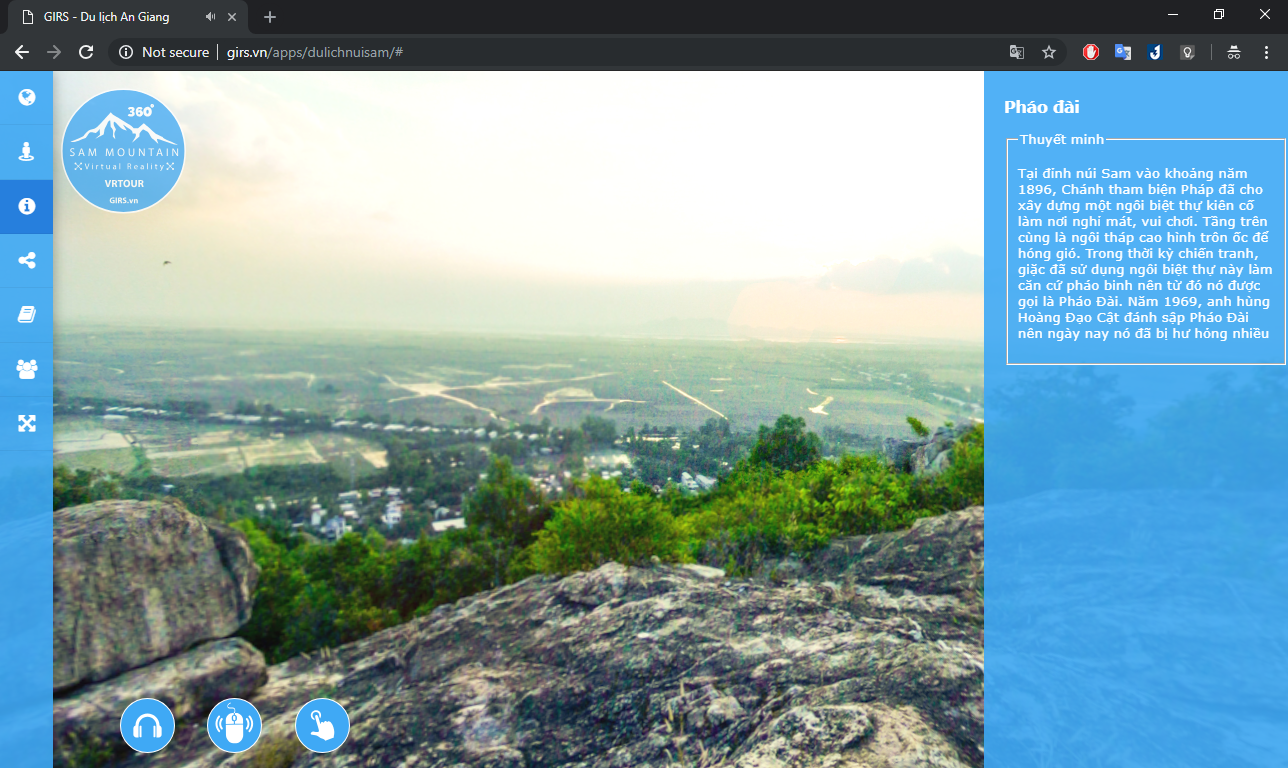 GIRS - Du lịch An Giang
Not secure | girs.vn/apps/dulichnuisam/#
360°
SAM MOUNTAIN
Virtual Reality
VRTOUR
GIRS.vn
Pháo đài
Thuyết minh
Tại đỉnh núi Sam vào khoảng năm
1896, Chánh tham biện Pháp đã cho
xây dựng một ngôi biệt thự kiên cố
làm nơi nghỉ mát, vui chơi. Tầng trên
cùng là ngôi tháp cao hình tròn ốc để
hóng gió. Trong thời kỳ chiến tranh,
giặc đã sử dụng ngôi biệt thự này làm
căn cứ pháo binh nên từ đó nó được
gọi là Pháo Đài. Năm 1969, anh hùng
Hoàng Đạo Cật đánh sập Pháo Đài
nên ngày nay nó đã bị hư hỏng nhiều